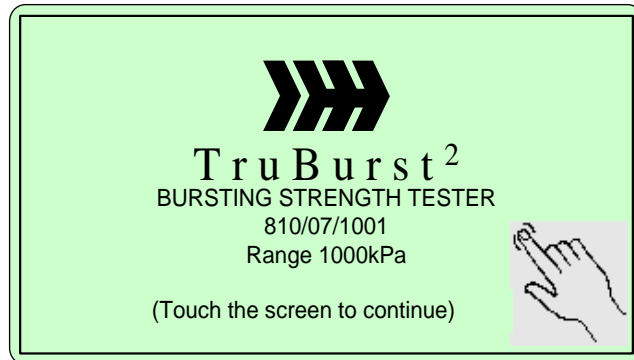 TruBurst²
BURSTING STRENGTH TESTER
810/07/1001
Range 1000kPa
(Touch the screen to continue)